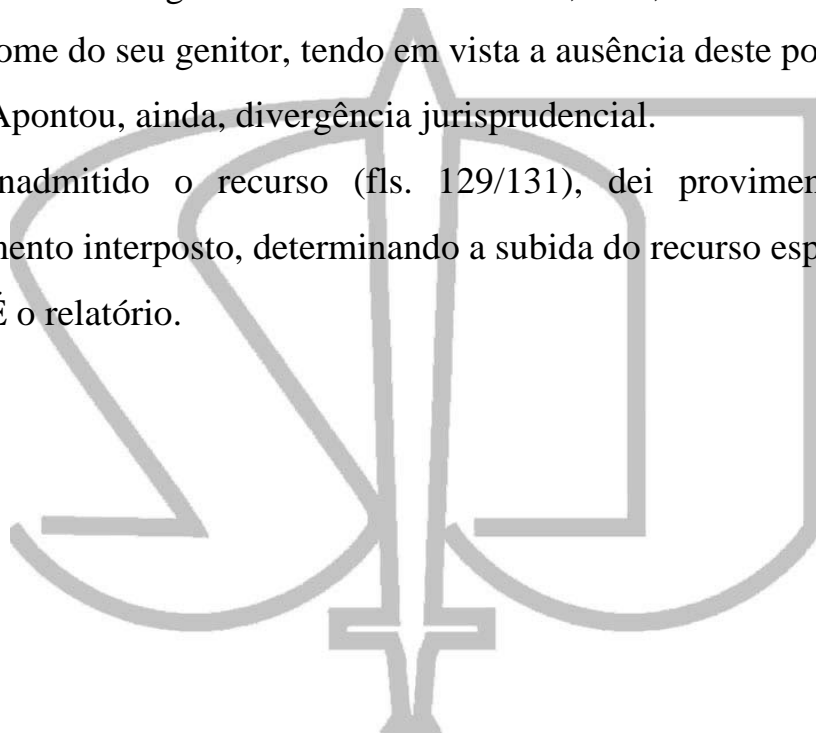 ome do seu genitor, tendo em vista a ausência deste po
Apontou, ainda, divergência jurisprudencial.
nadmitido o recurso (fls. 129/131), dei provimen
mento interposto, determinando a subida do recurso esp
É o relatório.